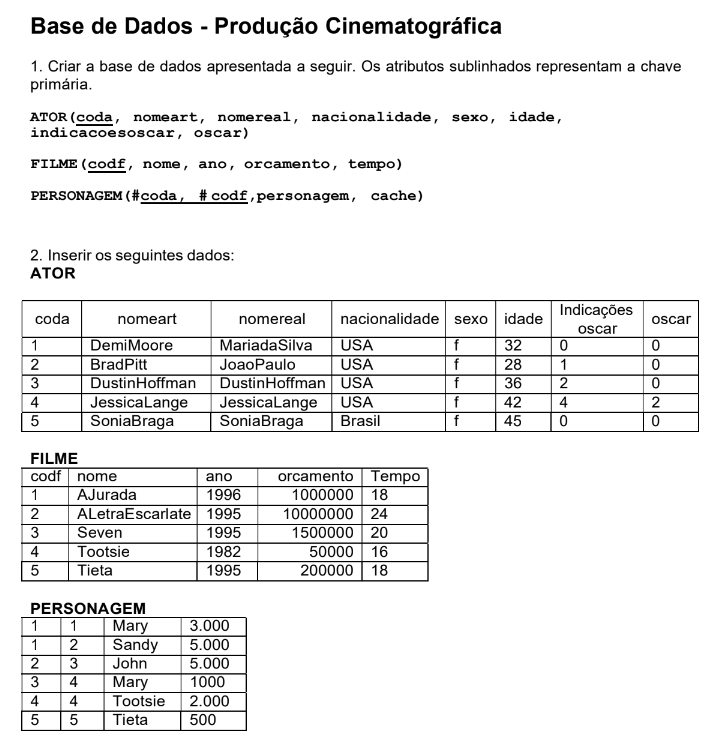 Base de Dados - Produção Cinematográfica
1. Criar a base de dados apresentada a seguir. Os atributos sublinhados representam a chave
primária.
ATOR(coda, nomeart, nomereal, nacionalidade, sexo, idade,
indicacoesoscar, oscar)
FILME(codf, nome, ano, orcamento, tempo)
PERSONAGEM(#coda, #codf,personagem, cache)
2. Inserir os seguintes dados:
ATOR
coda nomeart nomereal nacionalidade sexo idade Indicações oscar oscar
1 DemiMoore MariadaSilva USA f 32 0 0
2 BradPitt JoaoPaulo USA f 28 1 0
3 DustinHoffman DustinHoffman USA f 36 2 0
4 JessicaLange JessicaLange USA f 42 4 2
5 SoniaBraga SoniaBraga Brasil f 45 0 0
FILME
codf nome ano orcamento Tempo
1 AJurada 1996 1000000 18
2 ALetraEscarlate 1995 10000000 24
3 Seven 1995 1500000 20
4 Tootsie 1982 50000 16
5 Tieta 1995 200000 18
PERSONAGEM
1 1 Mary 3.000
1 2 Sandy 5.000
2 3 John 5.000
3 4 Mary 1000
4 4 Tootsie 2.000
5 5 Tieta 500